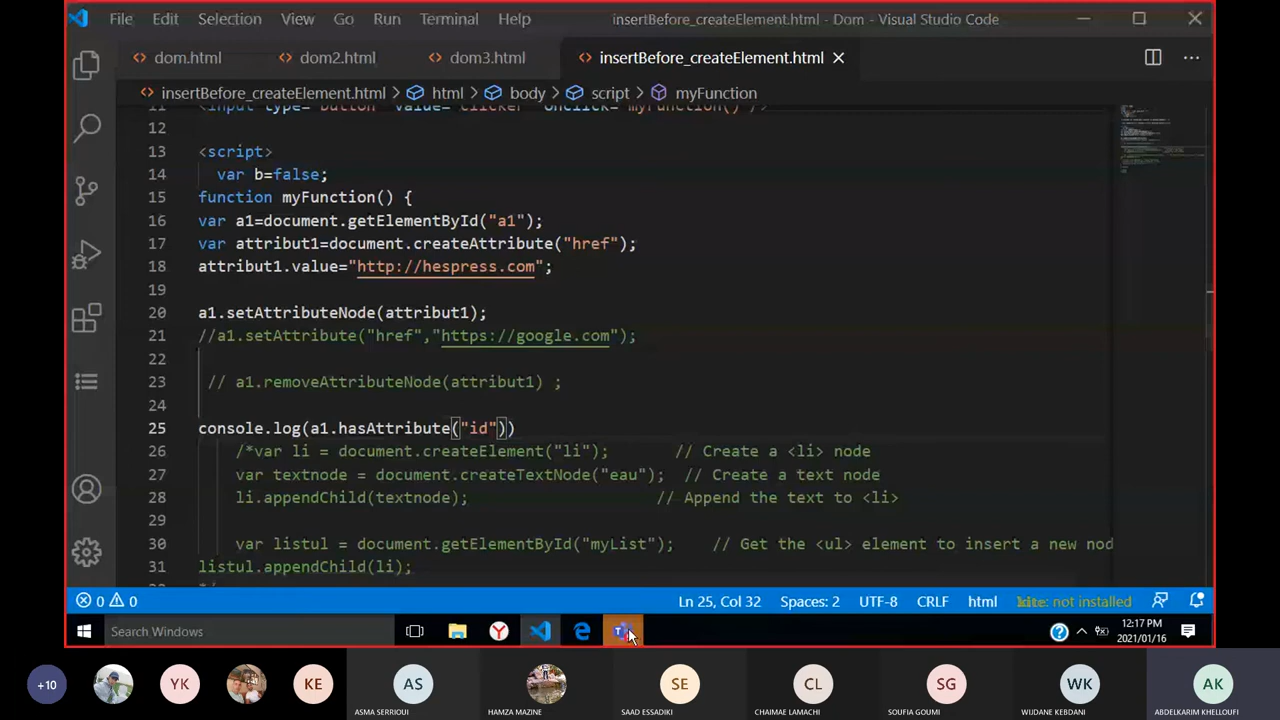 File Edit Selection View Go Run Terminal Help insertBefore_createElement.html - Dom - Visual Studio Code
dom.html dom2.html dom3.html insertBefore_createElement.html
insertBefore_createElement.html > html > body > script > myFunction
11 <input type="button" value="clicker" onclick="myFunction()"/>
12
13 <script>
14 var b=false;
15 function myFunction() {
16 var a1=document.getElementById("a1");
17 var attribut1=document.createAttribute("href");
18 attribut1.value="http://hespress.com";
19
20 a1.setAttributeNode(attribut1);
21 //a1.setAttribute("href","https://google.com");
22
23 // a1.removeAttributeNode(attribut1) ;
24
25 console.log(a1.hasAttribute("id"))
26 /*var li = document.createElement("li"); // Create a <li> node
27 var textnode = document.createTextNode("eau"); // Create a text node
28 li.appendChild(textnode); // Append the text to <li>
29
30 var listul = document.getElementById("myList"); // Get the <ul> element to insert a new nod
31 listul.appendChild(li);
0 0 Ln 25, Col 32 Spaces: 2 UTF-8 CRLF html kite: not installed
Search Windows 12:17 PM
2021/01/16
+10 YK KE AS SE CL SG WK AK
ASMA SERRIOUI HAMZA MAZINE SAAD ESSADIKI CHAIMAE LAMACHI SOUFIA GOUMI WIJDANE KEBDANI ABDELKARIM KHELLOUFI